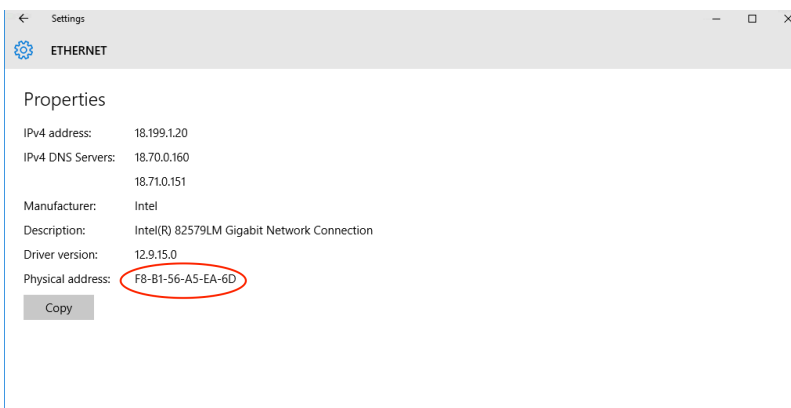 Settings
ETHERNET
Properties
IPv4 address: 18.199.1.20
IPv4 DNS Servers: 18.70.0.160
18.71.0.151
Manufacturer: Intel
Description: Intel(R) 82579LM Gigabit Network Connection
Driver version: 12.9.15.0
Physical address: F8-B1-56-A5-EA-6D
Copy